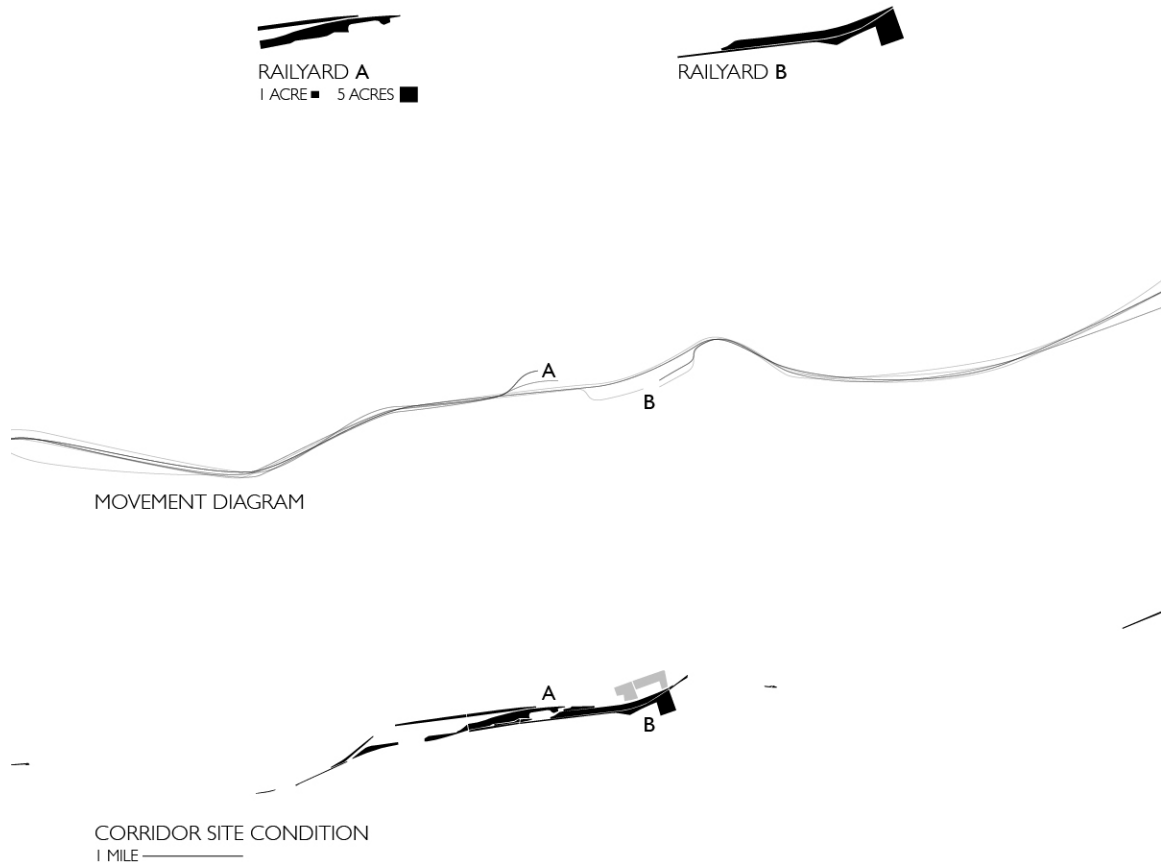 RAILYARD A
1 ACRE 5 ACRES
RAILYARD B
A
B
MOVEMENT DIAGRAM
A
B
CORRIDOR SITE CONDITION
1 MILE